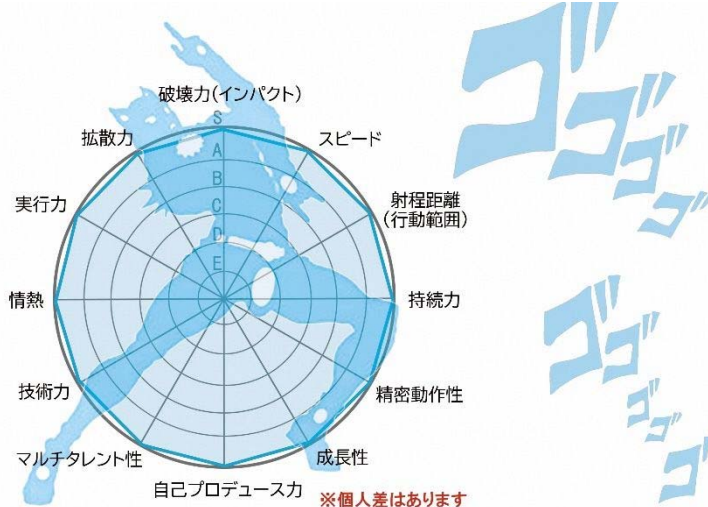 破壊力(インパクト)
スピード
射程距離
(行動範囲)
持続力
精密動作性
成長性
自己プロデュース力
マルチタレント性
技術力
情熱
実行力
拡散力
S
A
B
C
D
E
※個人差はあります
ゴゴゴゴ
ゴゴゴゴゴ